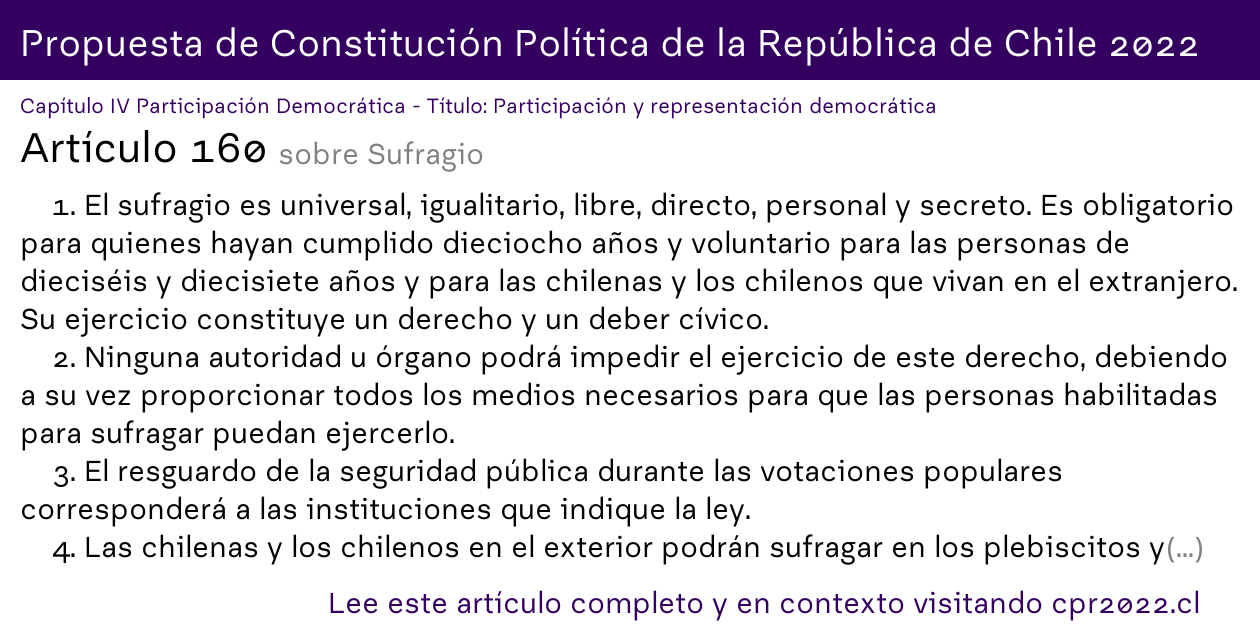 Propuesta de Constitución Política de la República de Chile 2022
Capítulo IV Participación Democrática - Título: Participación y representación democrática
Artículo 160 sobre Sufragio
1. El sufragio es universal, igualitario, libre, directo, personal y secreto. Es obligatorio
para quienes hayan cumplido dieciocho años y voluntario para las personas de
dieciséis y diecisiete años y para las chilenas y los chilenos que vivan en el extranjero.
Su ejercicio constituye un derecho y un deber cívico.
2. Ninguna autoridad u órgano podrá impedir el ejercicio de este derecho, debiendo
a su vez proporcionar todos los medios necesarios para que las personas habilitadas
para sufragar puedan ejercerlo.
3. El resguardo de la seguridad pública durante las votaciones populares
corresponderá a las instituciones que indique la ley.
4. Las chilenas y los chilenos en el exterior podrán sufragar en los plebiscitos y(...)
Lee este artículo completo y en contexto visitando cpr2022.cl